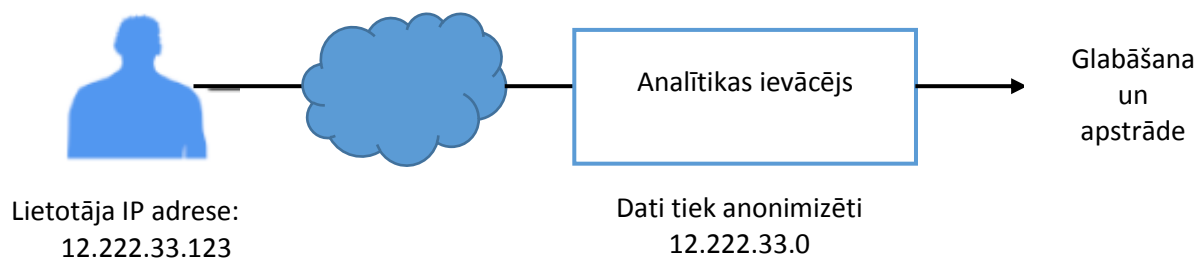 Analītikas ievācējs
Glabāšana
un
apstrāde
Lietotāja IP adrese:
12.222.33.123
Dati tiek anonimizēti
12.222.33.0